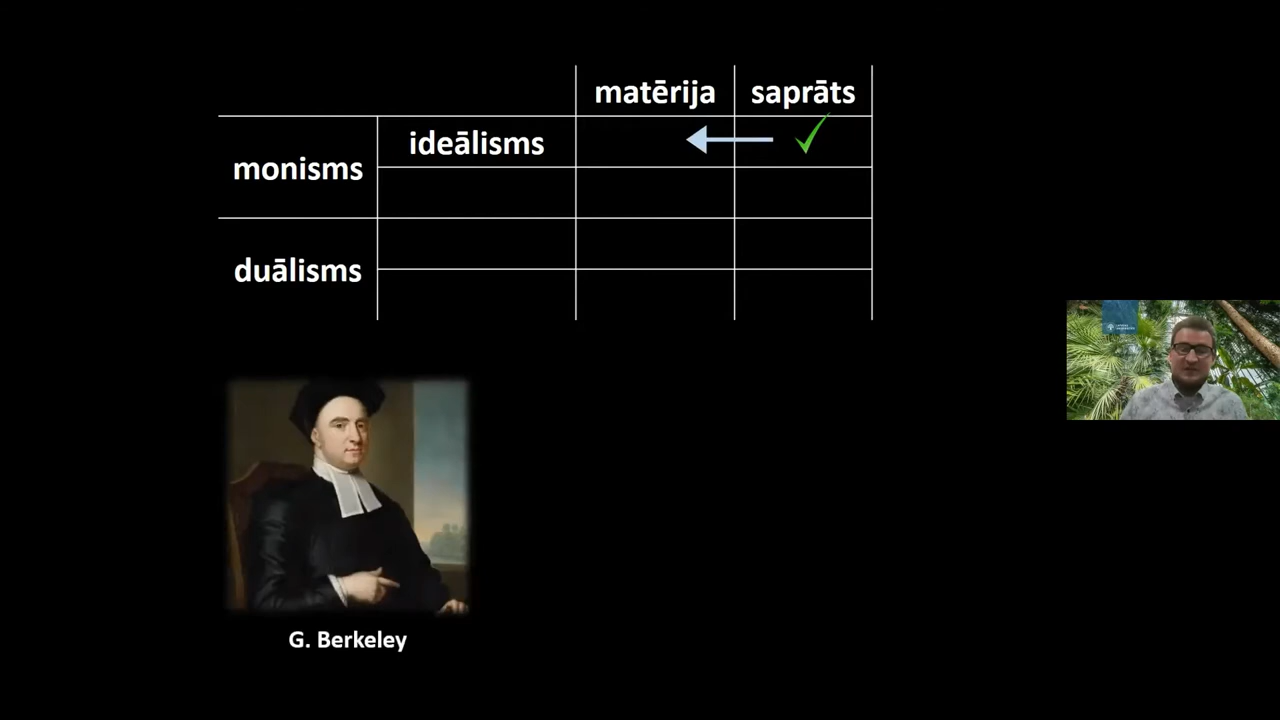 matērija saprāts
ideālisms
monisms
duālisms
G. Berkeley